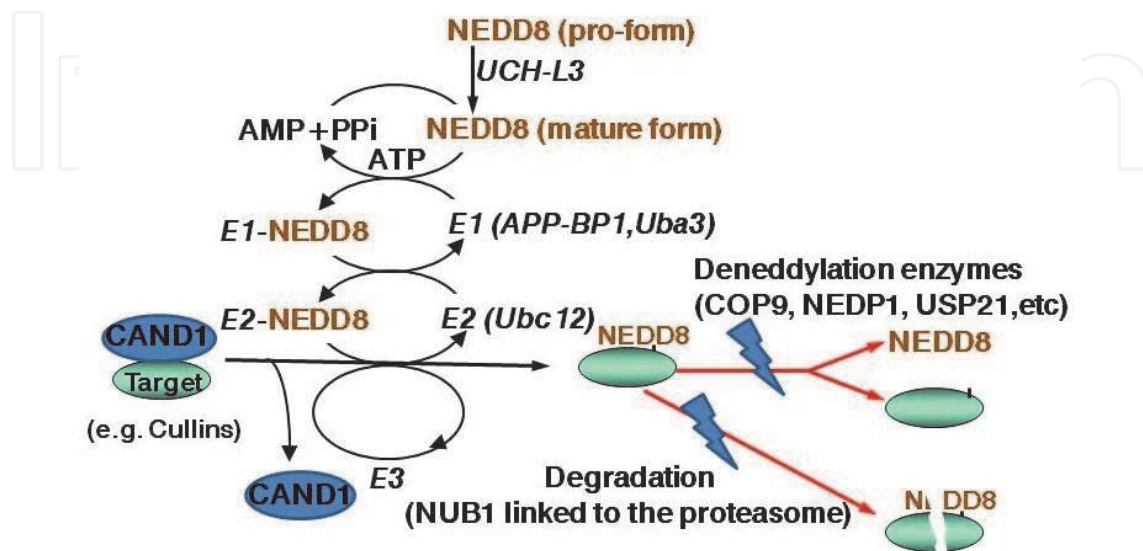 NEDD8 (pro-form)
UCH-L3
AMP+PPi
NEDD8 (mature form)
ATP
E1-NEDD8
E1 (APP-BP1,Uba3)
Deneddylation enzymes
(COP9, NEDP1, USP21,etc)
E2-NEDD8
E2 (Ubc12)
CAND1
Target
(e.g. Cullins)
NEDD8
NEDD8
CAND1
E3
Degradation
(NUB1 linked to the proteasome)